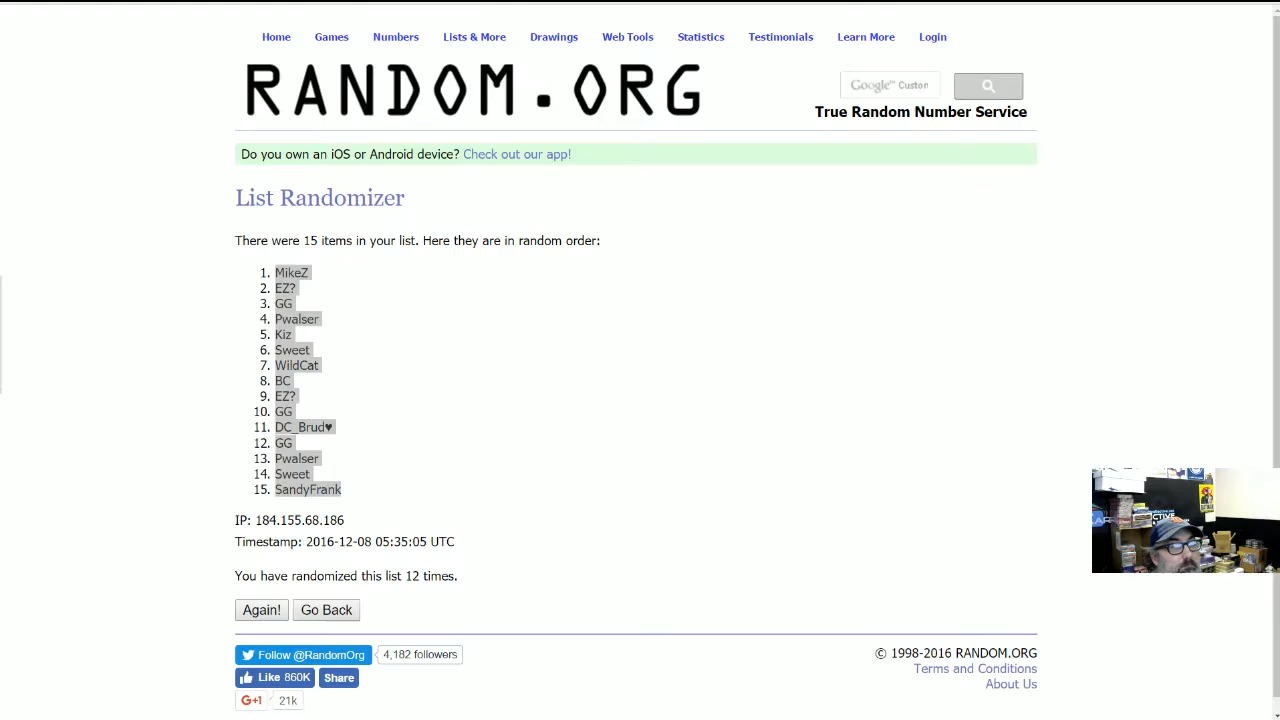 Home Games Numbers Lists & More Drawings Web Tools Statistics Testimonials Learn More Login
RANDOM.ORG
Google™ Custom
True Random Number Service
Do you own an iOS or Android device? Check out our app!
List Randomizer
There were 15 items in your list. Here they are in random order:
1. MikeZ
2. EZ?
3. GG
4. Pwalser
5. Kiz
6. Sweet
7. WildCat
8. BC
9. EZ?
10. GG
11. DC_Brud♥
12. GG
13. Pwalser
14. Sweet
15. SandyFrank
IP: 184.155.68.186
Timestamp: 2016-12-08 05:35:05 UTC
You have randomized this list 12 times.
Again! Go Back
Follow @RandomOrg 4,182 followers
Like 860K Share
G+1 21k
© 1998-2016 RANDOM.ORG
Terms and Conditions
About Us